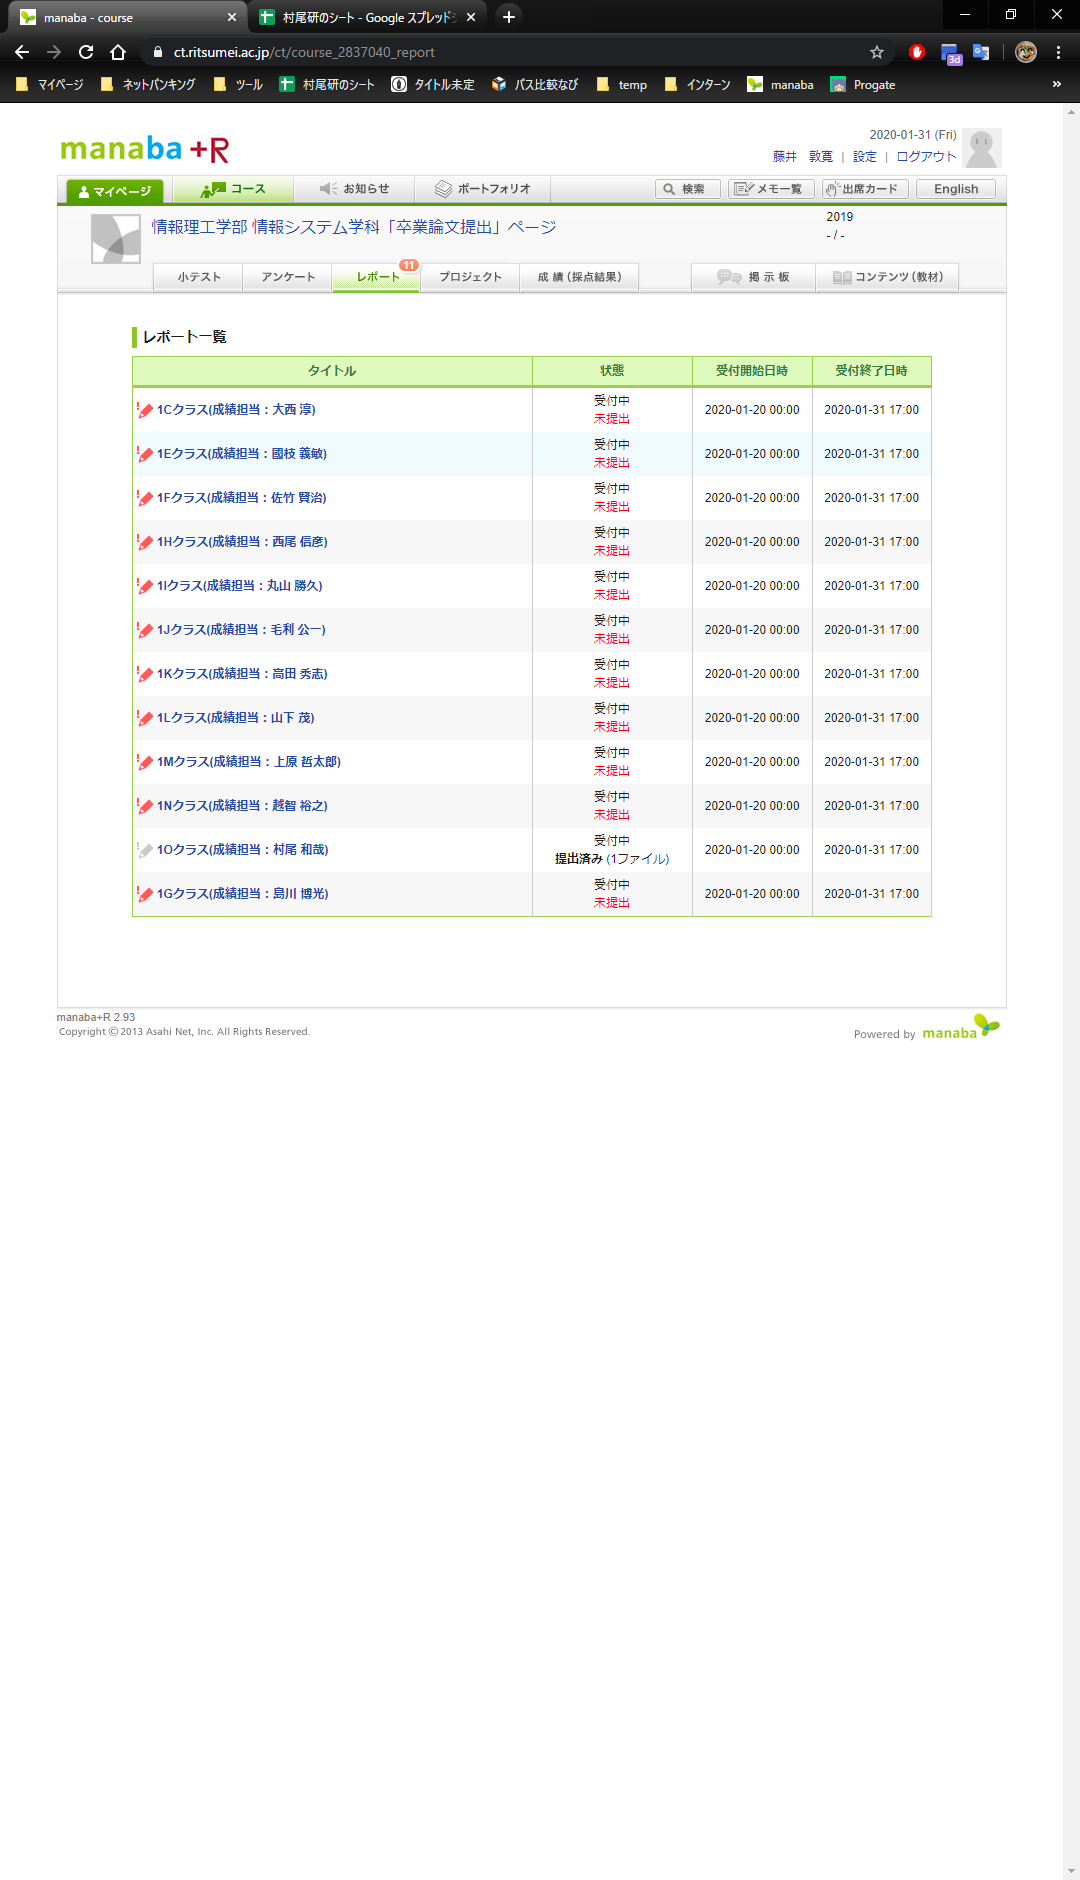 manaba - course
村尾研のシート - Google スプレッドシ
ct.ritsumei.ac.jp/ct/course_2837040_report
3d
マイページ ネットバンキング ツール 村尾研のシート タイトル未定 バス比較なび temp インターン manaba Progate »
manaba +R
2020-01-31 (Fri)
藤井 敦寛 | 設定 | ログアウト
マイページ コース お知らせ ポートフォリオ 検索 メモ一覧 出席カード English
情報理工学部 情報システム学科「卒業論文提出」ページ
2019
- / -
小テスト アンケート レポート 11 プロジェクト 成績(採点結果) 掲示板 コンテンツ(教材)
レポート一覧
タイトル 状態 受付開始日時 受付終了日時
1Cクラス(成績担当：大西 淳) 受付中 未提出 2020-01-20 00:00 2020-01-31 17:00
1Eクラス(成績担当：國枝 義敏) 受付中 未提出 2020-01-20 00:00 2020-01-31 17:00
1Fクラス(成績担当：佐竹 賢治) 受付中 未提出 2020-01-20 00:00 2020-01-31 17:00
1Hクラス(成績担当：西尾 信彦) 受付中 未提出 2020-01-20 00:00 2020-01-31 17:00
1Iクラス(成績担当：丸山 勝久) 受付中 未提出 2020-01-20 00:00 2020-01-31 17:00
1Jクラス(成績担当：毛利 公一) 受付中 未提出 2020-01-20 00:00 2020-01-31 17:00
1Kクラス(成績担当：高田 秀志) 受付中 未提出 2020-01-20 00:00 2020-01-31 17:00
1Lクラス(成績担当：山下 茂) 受付中 未提出 2020-01-20 00:00 2020-01-31 17:00
1Mクラス(成績担当：上原 哲太郎) 受付中 未提出 2020-01-20 00:00 2020-01-31 17:00
1Nクラス(成績担当：越智 裕之) 受付中 未提出 2020-01-20 00:00 2020-01-31 17:00
1Oクラス(成績担当：村尾 和哉) 受付中 提出済み (1ファイル) 2020-01-20 00:00 2020-01-31 17:00
1Gクラス(成績担当：島川 博光) 受付中 未提出 2020-01-20 00:00 2020-01-31 17:00
manaba+R 2.93
Copyright © 2013 Asahi Net, Inc. All Rights Reserved.
Powered by manaba